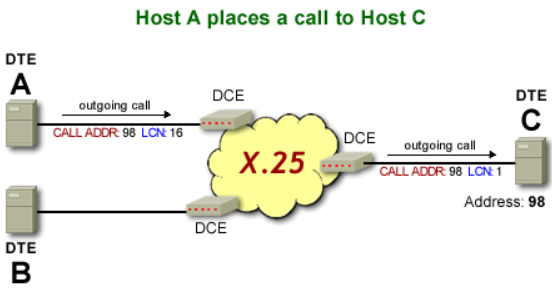 Host A places a call to Host C
DTE
A
outgoing call
CALL ADDR: 98 LCN: 16
DCE
X.25
DCE
outgoing call
CALL ADDR: 98 LCN: 1
DTE
C
Address: 98
DCE
DTE
B